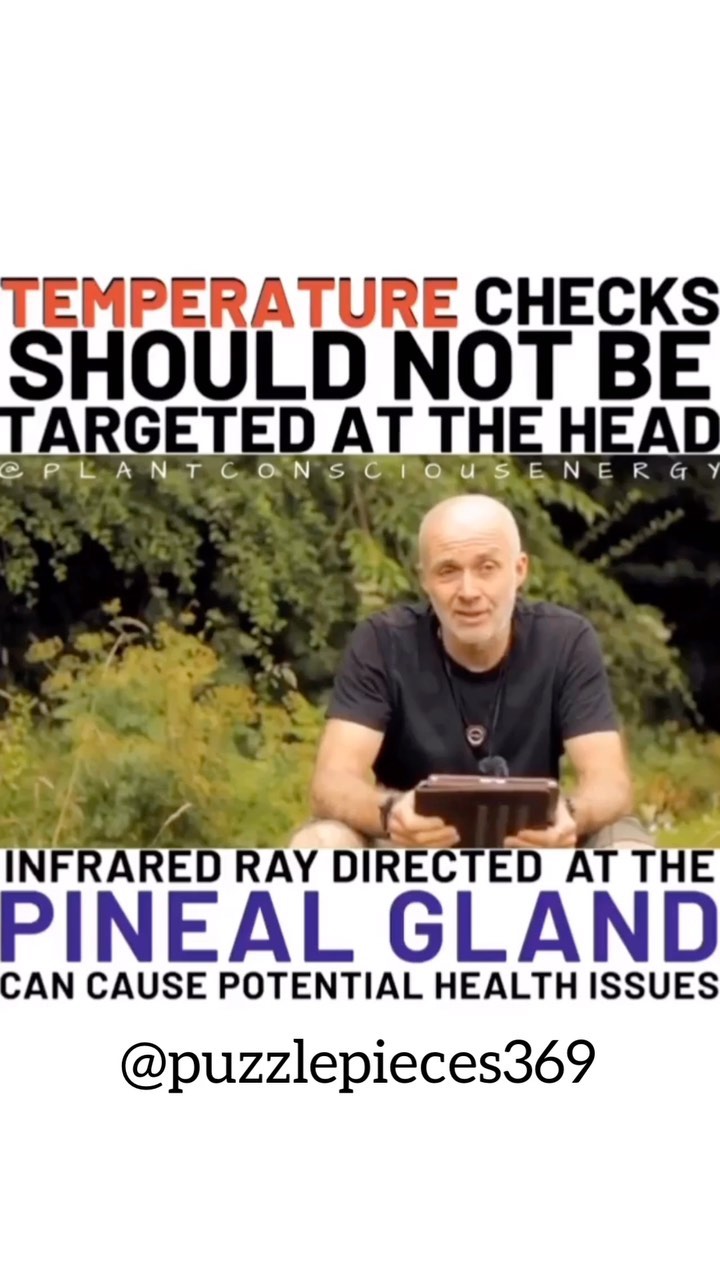 TEMPERATURE CHECKS
SHOULD NOT BE
TARGETED AT THE HEAD
@PLANTCONSCIOUSENERGY
INFRARED RAY DIRECTED AT THE
PINEAL GLAND
CAN CAUSE POTENTIAL HEALTH ISSUES
@puzzlepieces369